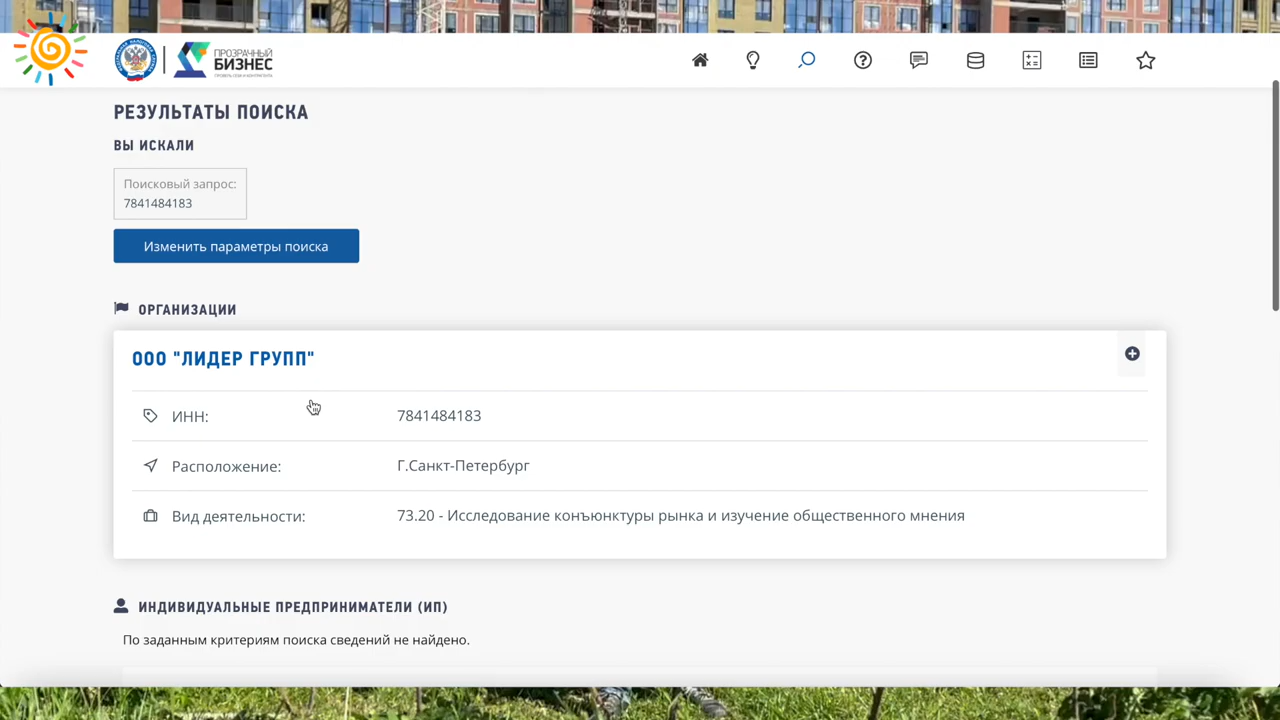 ПРОЗРАЧНЫЙ
БИЗНЕС
РЕЗУЛЬТАТЫ ПОИСКА
ВЫ ИСКАЛИ
Поисковый запрос:
7841484183
Изменить параметры поиска
ОРГАНИЗАЦИИ
ООО "ЛИДЕР ГРУПП"
ИНН: 7841484183
Расположение: Г.Санкт-Петербург
Вид деятельности: 73.20 - Исследование конъюнктуры рынка и изучение общественного мнения
ИНДИВИДУАЛЬНЫЕ ПРЕДПРИНИМАТЕЛИ (ИП)
По заданным критериям поиска сведений не найдено.